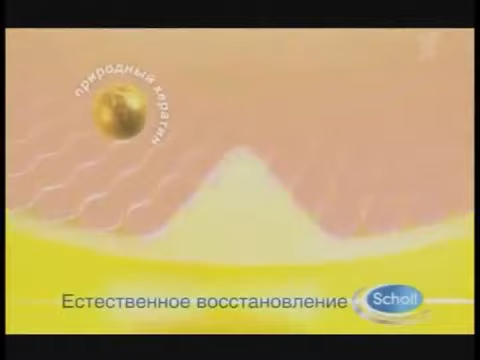 природный кератин
Естественное восстановление
Scholl